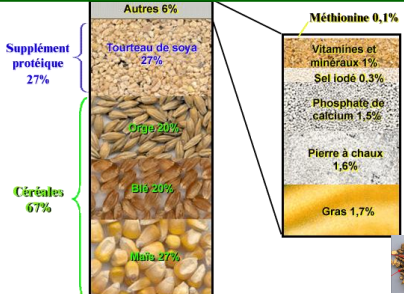 Autres 6%
Supplément
protéique
27%
Tourteau de soya
27%
Orge 20%
Céréales
67%
Blé 20%
Maïs 27%
Méthionine 0,1%
Vitamines et
minéraux 1%
Sel iodé 0,3%
Phosphate de
calcium 1,5%
Pierre à chaux
1,6%
Gras 1,7%